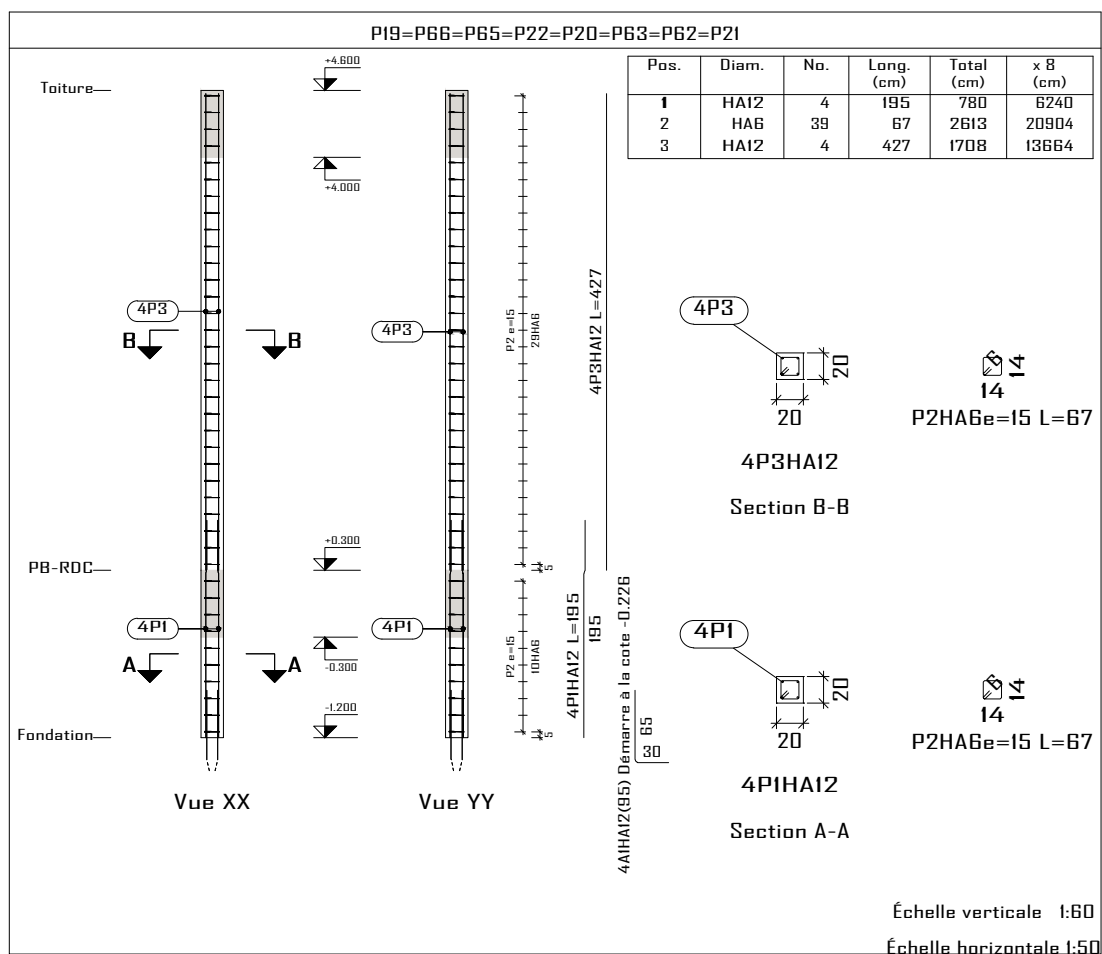 P19=P66=P65=P22=P20=P63=P62=P21
Pos. Diam. No. Long. (cm) Total (cm) x 8 (cm)
1 HA12 4 195 780 6240
2 HA6 39 67 2613 20904
3 HA12 4 427 1708 13664
Toiture
+4.600
+4.000
4P3
B B
4P3
P2 e=15
29HA6
4P3HA12 L=427
PB-RDC
+0.300
5
4P1
4P1
-0.300
A A
P2 e=15
10HA6
4P1HA12 L=195
195
Fondation
-1.200
5
4A1HA12(95) Démarre à la cote -0.226
65
30
Vue XX
Vue YY
4P3
20
20
4P3HA12
Section B-B
6
14
14
P2HA6e=15 L=67
4P1
20
20
4P1HA12
Section A-A
6
14
14
P2HA6e=15 L=67
Échelle verticale 1:60
Échelle horizontale 1:50